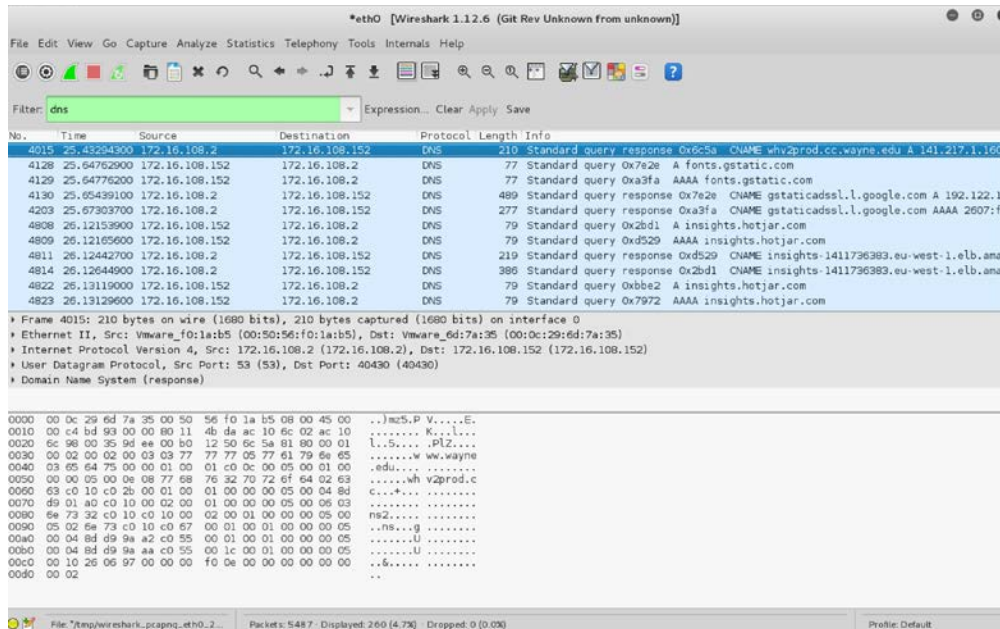 *eth0 [Wireshark 1.12.6 (Git Rev Unknown from unknown)]
File Edit View Go Capture Analyze Statistics Telephony Tools Internals Help
Filter: dns Expression... Clear Apply Save
No. Time Source Destination Protocol Length Info
4015 25.43294300 172.16.108.2 172.16.108.152 DNS 210 Standard query response 0x6c5a CNAME whv2prod.cc.wayne.edu A 141.217.1.160
4128 25.64762900 172.16.108.152 172.16.108.2 DNS 77 Standard query 0x7e2e A fonts.gstatic.com
4129 25.64776200 172.16.108.152 172.16.108.2 DNS 77 Standard query 0xa3fa AAAA fonts.gstatic.com
4130 25.65439100 172.16.108.2 172.16.108.152 DNS 489 Standard query response 0x7e2e CNAME gstaticadssl.l.google.com A 192.122.1
4203 25.67303700 172.16.108.2 172.16.108.152 DNS 277 Standard query response 0xa3fa CNAME gstaticadssl.l.google.com AAAA 2607:f
4808 26.12153900 172.16.108.152 172.16.108.2 DNS 79 Standard query 0x2bd1 A insights.hotjar.com
4809 26.12165600 172.16.108.152 172.16.108.2 DNS 79 Standard query 0xd529 AAAA insights.hotjar.com
4811 26.12442700 172.16.108.2 172.16.108.152 DNS 219 Standard query response 0xd529 CNAME insights-1411736383.eu-west-1.elb.ama
4814 26.12644900 172.16.108.2 172.16.108.152 DNS 386 Standard query response 0x2bd1 CNAME insights-1411736383.eu-west-1.elb.ama
4822 26.13119000 172.16.108.152 172.16.108.2 DNS 79 Standard query 0xbbe2 A insights.hotjar.com
4823 26.13129600 172.16.108.152 172.16.108.2 DNS 79 Standard query 0x7972 AAAA insights.hotjar.com
Frame 4015: 210 bytes on wire (1680 bits), 210 bytes captured (1680 bits) on interface 0
Ethernet II, Src: Vmware_f0:1a:b5 (00:50:56:f0:1a:b5), Dst: Vmware_6d:7a:35 (00:0c:29:6d:7a:35)
Internet Protocol Version 4, Src: 172.16.108.2 (172.16.108.2), Dst: 172.16.108.152 (172.16.108.152)
User Datagram Protocol, Src Port: 53 (53), Dst Port: 40430 (40430)
Domain Name System (response)
0000 00 0c 29 6d 7a 35 00 50 56 f0 1a b5 08 00 45 00 ..)mz5.P V.....E.
0010 00 c4 bd 93 00 00 80 11 4b da ac 10 6c 02 ac 10 ........ K...l...
0020 6c 98 00 35 9d ee 00 b0 12 50 6c 5a 81 80 00 01 l..5.... .PlZ....
0030 00 02 00 02 00 03 03 77 77 77 05 77 61 79 6e 65 .......w ww.wayne
0040 03 65 64 75 00 00 01 00 01 c0 0c 00 05 00 01 00 .edu.... ........
0050 00 00 05 00 0e 08 77 68 76 32 70 72 6f 64 02 63 ......wh v2prod.c
0060 63 c0 10 c0 2b 00 01 00 01 00 00 00 05 00 04 8d c...+... ........
0070 d9 01 a0 c0 10 00 02 00 01 00 00 00 05 00 06 03 ........ ........
0080 6e 73 32 c0 10 c0 10 00 02 00 01 00 00 00 05 00 ns2..... ........
0090 05 02 6e 73 c0 10 c0 67 00 01 00 01 00 00 00 05 ..ns...g ........
00a0 00 04 8d d9 9a a2 c0 55 00 01 00 01 00 00 00 05 .......U ........
00b0 00 04 8d d9 9a aa c0 55 00 1c 00 01 00 00 00 05 .......U ........
00c0 00 10 26 06 97 00 00 00 f0 0e 00 00 00 00 00 00 ..&..... ........
00d0 00 02 ..
File: "/tmp/wireshark_pcapng_eth0_2... Packets: 5487 · Displayed: 260 (4.7%) · Dropped: 0 (0.0%) Profile: Default